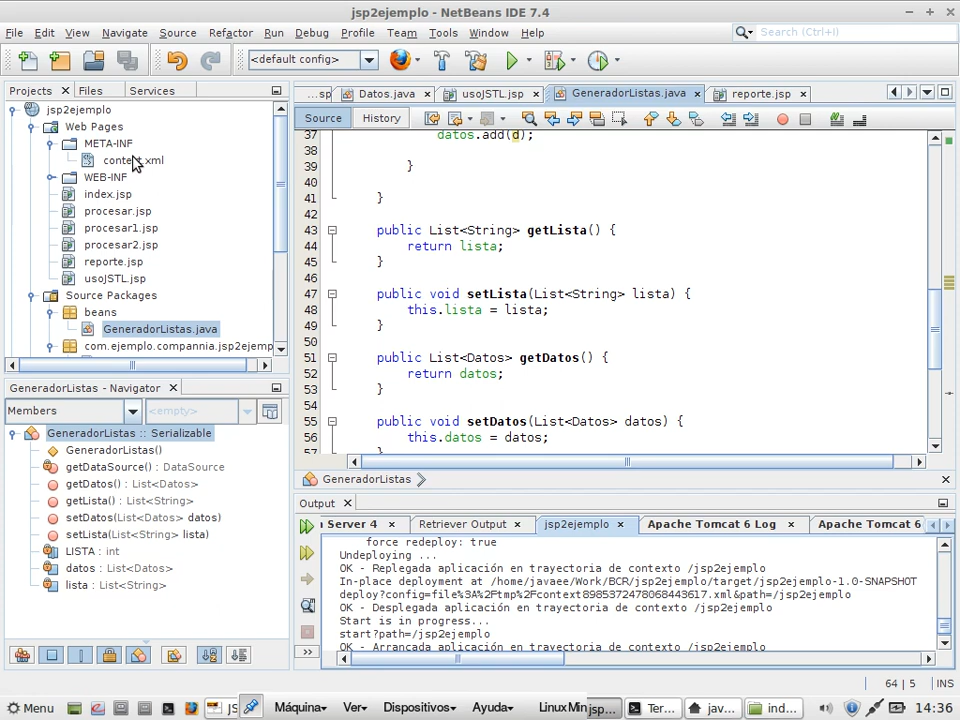 jsp2ejemplo - NetBeans IDE 7.4
File Edit View Navigate Source Refactor Run Debug Profile Team Tools Window Help
<default config>
Search (Ctrl+I)
Projects Files Services
jsp2ejemplo
Web Pages
META-INF
context.xml
WEB-INF
index.jsp
procesar.jsp
procesar1.jsp
procesar2.jsp
reporte.jsp
usoJSTL.jsp
Source Packages
beans
GeneradorListas.java
com.ejemplo.compannia.jsp2ejemp
GeneradorListas - Navigator
Members
<empty>
GeneradorListas :: Serializable
GeneradorListas()
getDataSource() : DataSource
getDatos() : List<Datos>
getLista() : List<String>
setDatos(List<Datos> datos)
setLista(List<String> lista)
LISTA : int
datos : List<Datos>
lista : List<String>
...sp Datos.java usoJSTL.jsp GeneradorListas.java reporte.jsp
Source History
37 datos.add(d);
38
39 }
40
41 }
42
43 public List<String> getLista() {
44 return lista;
45 }
46
47 public void setLista(List<String> lista) {
48 this.lista = lista;
49 }
50
51 public List<Datos> getDatos() {
52 return datos;
53 }
54
55 public void setDatos(List<Datos> datos) {
56 this.datos = datos;
57 }
GeneradorListas
Output
n Server 4 Retriever Output jsp2ejemplo Apache Tomcat 6 Log Apache Tomcat 6
force redeploy: true
Undeploying ...
OK - Replegada aplicación en trayectoria de contexto /jsp2ejemplo
In-place deployment at /home/javaee/Work/BCR/jsp2ejemplo/target/jsp2ejemplo-1.0-SNAPSHOT
deploy?config=file%3A%2Ftmp%2Fcontext8985372478068443617.xml&path=/jsp2ejemplo
OK - Desplegada aplicación en trayectoria de contexto /jsp2ejemplo
Start is in progress...
start?path=/jsp2ejemplo
OK - Arrancada aplicación en trayectoria de contexto /jsp2ejemplo
64 | 5 INS
Menu JS Máquina Ver Dispositivos Ayuda Linux Min jsp... Ter... jav... ind... 14:36